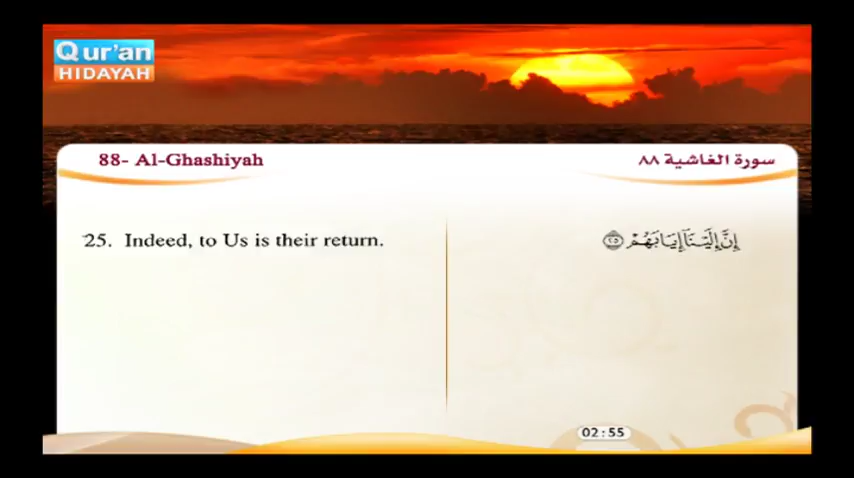 Qur'an
HIDAYAH
88- Al-Ghashiyah
سورة الغاشية ٨٨
25. Indeed, to Us is their return.
إِنَّ إِلَيْنَآ إِيَابَهُمْ ٢٥
02:55